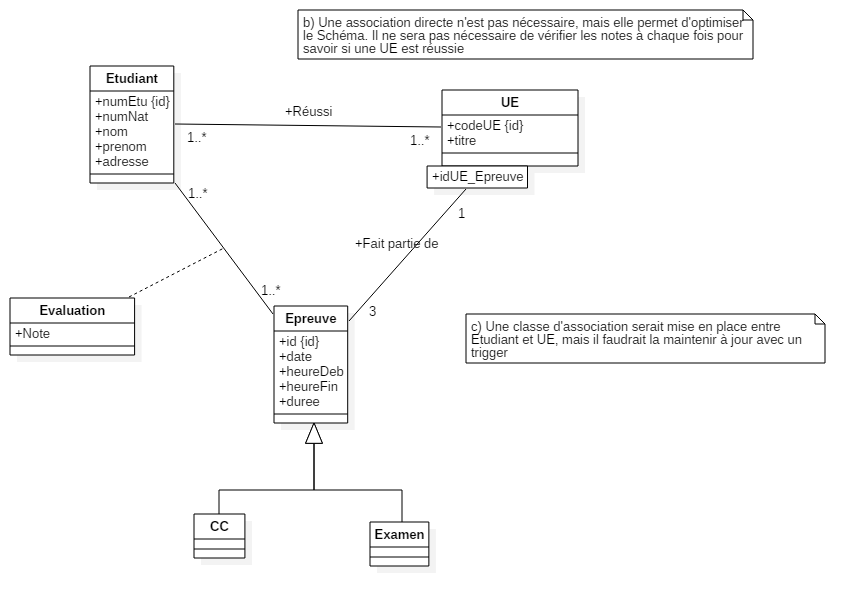 b) Une association directe n'est pas nécessaire, mais elle permet d'optimiser
le Schéma. Il ne sera pas nécessaire de vérifier les notes à chaque fois pour
savoir si une UE est réussie
Etudiant
+numEtu {id}
+numNat
+nom
+prenom
+adresse
+Réussi
1..*
1..*
UE
+codeUE {id}
+titre
+idUE_Epreuve
1..*
1
+Fait partie de
1..*
3
Evaluation
+Note
Epreuve
+id {id}
+date
+heureDeb
+heureFin
+duree
c) Une classe d'association serait mise en place entre
Etudiant et UE, mais il faudrait la maintenir à jour avec un
trigger
CC
Examen